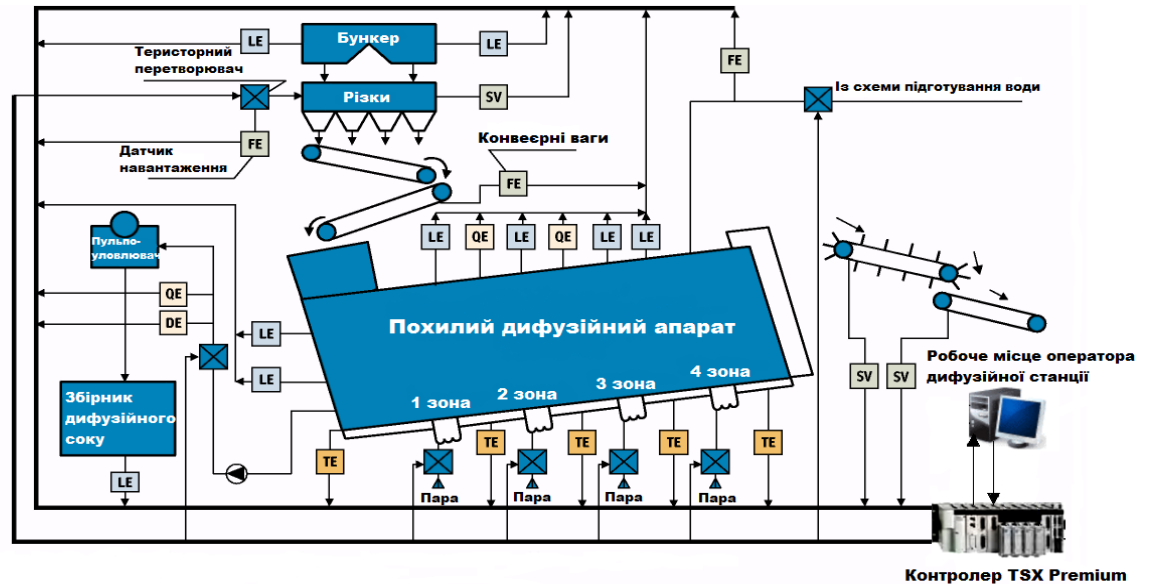 LE
Бункер
LE
Теристорний
перетворювач
FE
Із схеми підготування води
Різки
SV
FE
Датчик
навантаження
Конвеєрні ваги
FE
Пульпо-
уловлювач
LE
QE
LE
QE
LE
LE
QE
DE
LE
LE
Похилий дифузійний апарат
SV
SV
Робоче місце оператора
дифузійної станції
Збірник
дифузійного
соку
LE
1 зона
2 зона
3 зона
4 зона
TE
TE
TE
TE
TE
Пара
Пара
Пара
Пара
Контролер TSX Premium